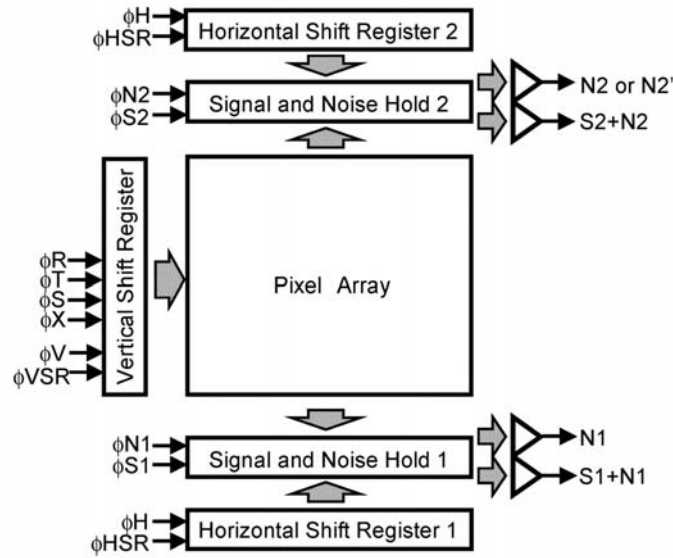 ϕH
ϕHSR
Horizontal Shift Register 2
ϕN2
ϕS2
Signal and Noise Hold 2
N2 or N2'
S2+N2
Vertical Shift Register
ϕR
ϕT
ϕS
ϕX
ϕV
ϕVSR
Pixel Array
ϕN1
ϕS1
Signal and Noise Hold 1
N1
S1+N1
ϕH
ϕHSR
Horizontal Shift Register 1